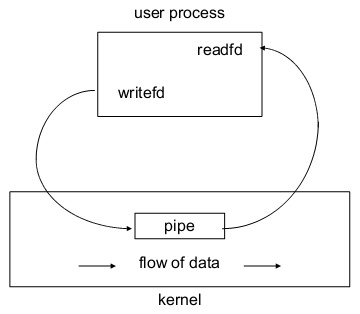 user process
readfd
writefd
pipe
flow of data
kernel